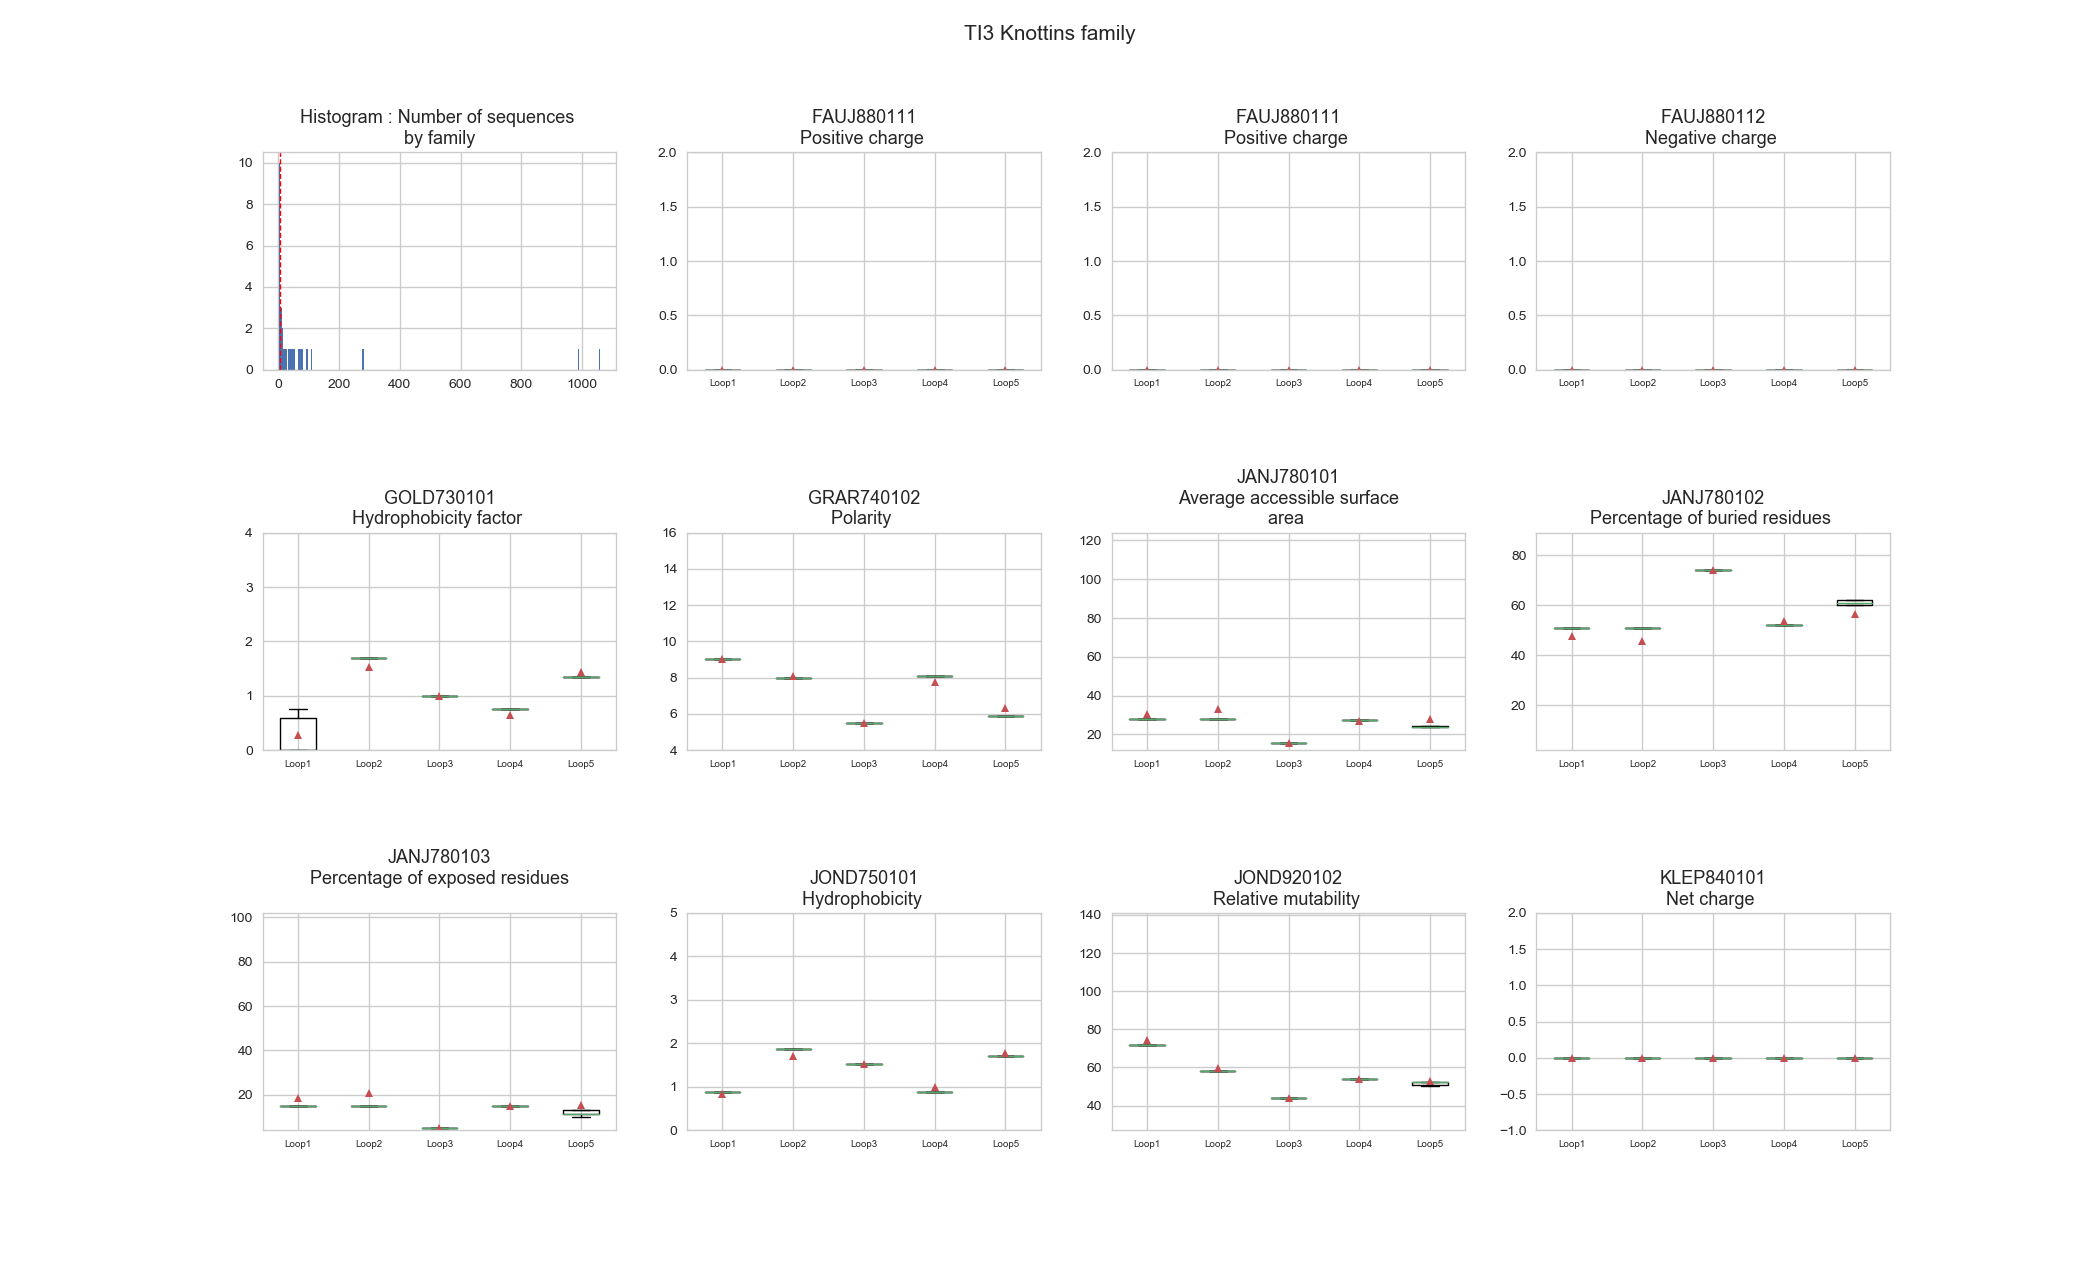 TI3 Knottins family
Histogram : Number of sequences
by family
10
8
6
4
2
0
0 200 400 600 800 1000
FAUJ880111
Positive charge
2.0
1.5
1.0
0.5
0.0
Loop1 Loop2 Loop3 Loop4 Loop5
FAUJ880111
Positive charge
2.0
1.5
1.0
0.5
0.0
Loop1 Loop2 Loop3 Loop4 Loop5
FAUJ880112
Negative charge
2.0
1.5
1.0
0.5
0.0
Loop1 Loop2 Loop3 Loop4 Loop5
GOLD730101
Hydrophobicity factor
4
3
2
1
0
Loop1 Loop2 Loop3 Loop4 Loop5
GRAR740102
Polarity
16
14
12
10
8
6
4
Loop1 Loop2 Loop3 Loop4 Loop5
JANJ780101
Average accessible surface
area
120
100
80
60
40
20
Loop1 Loop2 Loop3 Loop4 Loop5
JANJ780102
Percentage of buried residues
80
60
40
20
Loop1 Loop2 Loop3 Loop4 Loop5
JANJ780103
Percentage of exposed residues
100
80
60
40
20
Loop1 Loop2 Loop3 Loop4 Loop5
JOND750101
Hydrophobicity
5
4
3
2
1
0
Loop1 Loop2 Loop3 Loop4 Loop5
JOND920102
Relative mutability
140
120
100
80
60
40
Loop1 Loop2 Loop3 Loop4 Loop5
KLEP840101
Net charge
2.0
1.5
1.0
0.5
0.0
−0.5
−1.0
Loop1 Loop2 Loop3 Loop4 Loop5